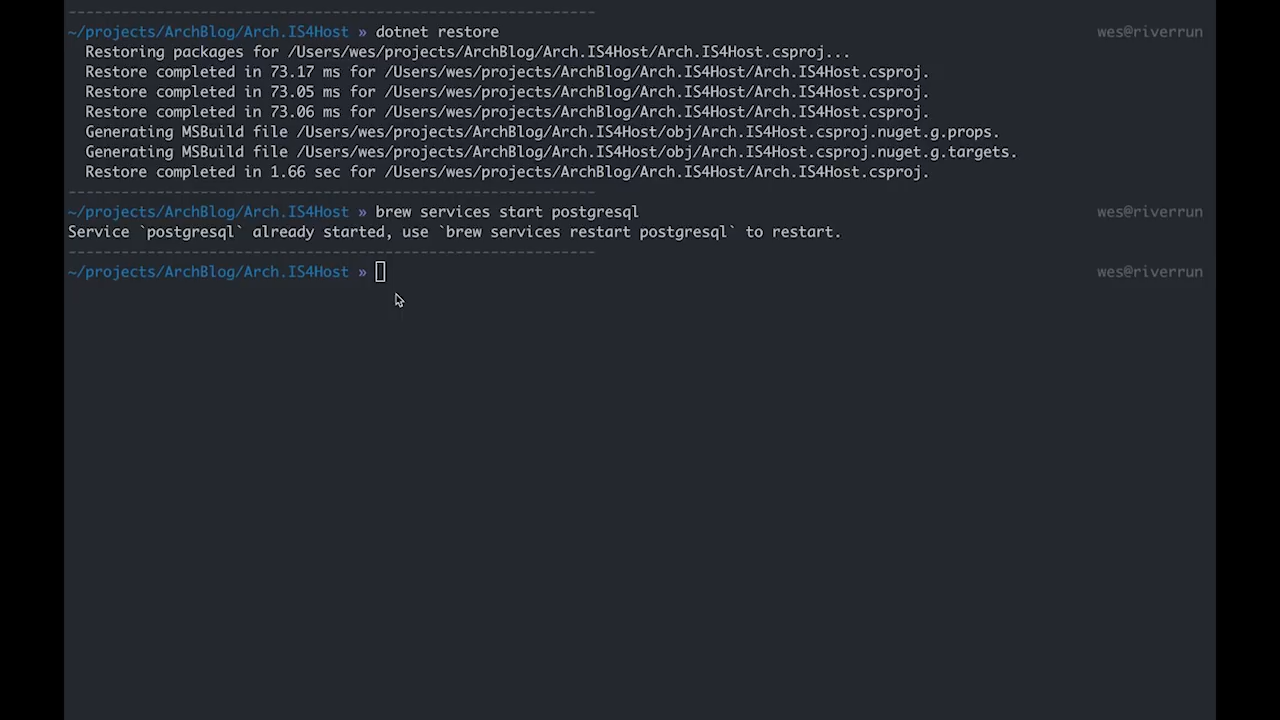 ------------------------------------------------------------
~/projects/ArchBlog/Arch.IS4Host » dotnet restore wes@riverrun
Restoring packages for /Users/wes/projects/ArchBlog/Arch.IS4Host/Arch.IS4Host.csproj...
Restore completed in 73.17 ms for /Users/wes/projects/ArchBlog/Arch.IS4Host/Arch.IS4Host.csproj.
Restore completed in 73.05 ms for /Users/wes/projects/ArchBlog/Arch.IS4Host/Arch.IS4Host.csproj.
Restore completed in 73.06 ms for /Users/wes/projects/ArchBlog/Arch.IS4Host/Arch.IS4Host.csproj.
Generating MSBuild file /Users/wes/projects/ArchBlog/Arch.IS4Host/obj/Arch.IS4Host.csproj.nuget.g.props.
Generating MSBuild file /Users/wes/projects/ArchBlog/Arch.IS4Host/obj/Arch.IS4Host.csproj.nuget.g.targets.
Restore completed in 1.66 sec for /Users/wes/projects/ArchBlog/Arch.IS4Host/Arch.IS4Host.csproj.
------------------------------------------------------------
~/projects/ArchBlog/Arch.IS4Host » brew services start postgresql wes@riverrun
Service `postgresql` already started, use `brew services restart postgresql` to restart.
------------------------------------------------------------
~/projects/ArchBlog/Arch.IS4Host » wes@riverrun